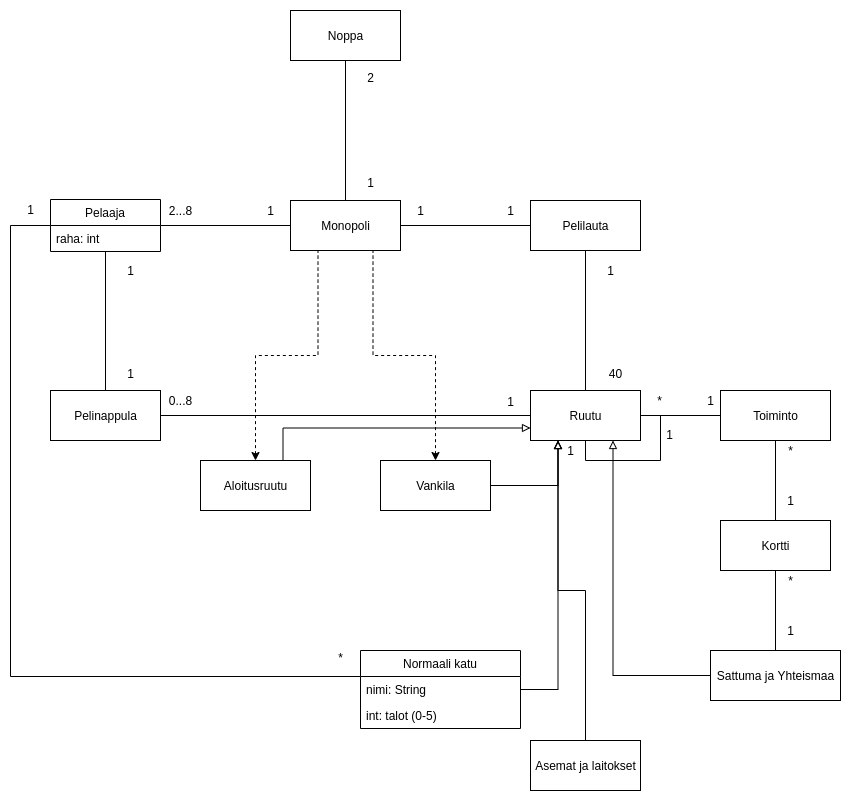 Noppa
2
1
1
Pelaaja
2...8
1
Monopoli
1
1
Pelilauta
raha: int
1
1
1
40
Pelinappula
0...8
1
Ruutu
*
1
Toiminto
1
1
*
Aloitusruutu
Vankila
1
Kortti
*
1
*
Normaali katu
nimi: String
int: talot (0-5)
Sattuma ja Yhteismaa
Asemat ja laitokset